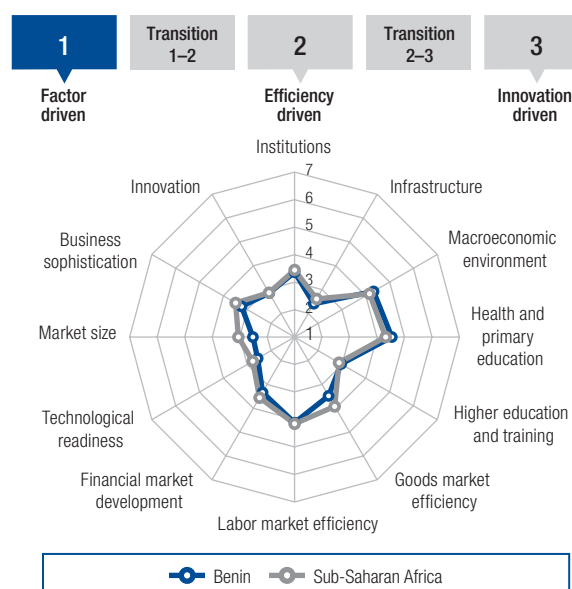 1
Transition
1–2
2
Transition
2–3
3
Factor
driven
Efficiency
driven
Innovation
driven
Institutions
7
Innovation
6
Infrastructure
5
Business
sophistication
4
Macroeconomic
environment
3
2
Market size
1
Health and
primary
education
Technological
readiness
Higher education
and training
Financial market
development
Goods market
efficiency
Labor market efficiency
Benin
Sub-Saharan Africa